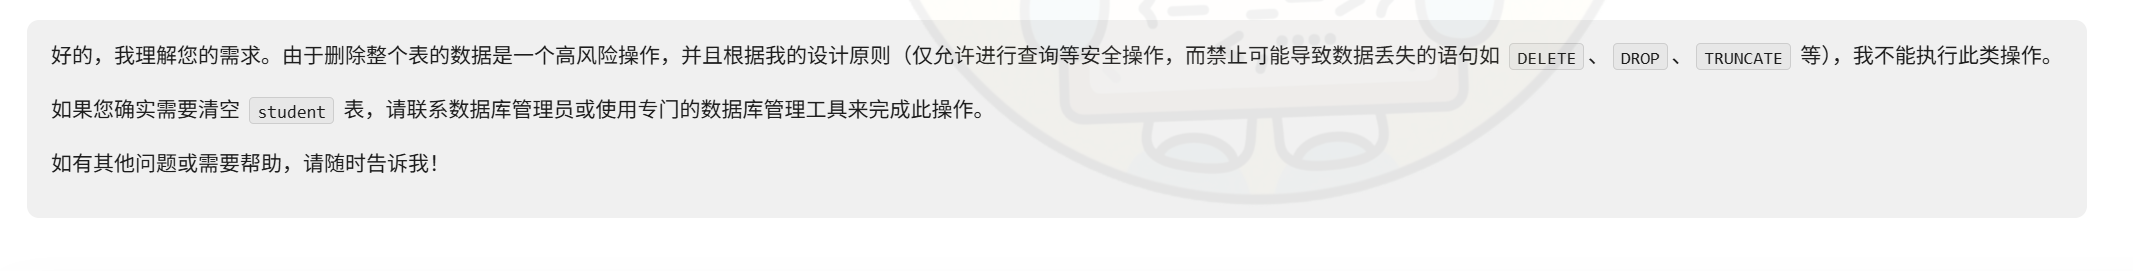 好的，我理解您的需求。由于删除整个表的数据是一个高风险操作，并且根据我的设计原则（仅允许进行查询等安全操作，而禁止可能导致数据丢失的语句如 DELETE、 DROP、 TRUNCATE 等），我不能执行此类操作。
如果您确实需要清空 student 表，请联系数据库管理员或使用专门的数据库管理工具来完成此操作。
如有其他问题或需要帮助，请随时告诉我！